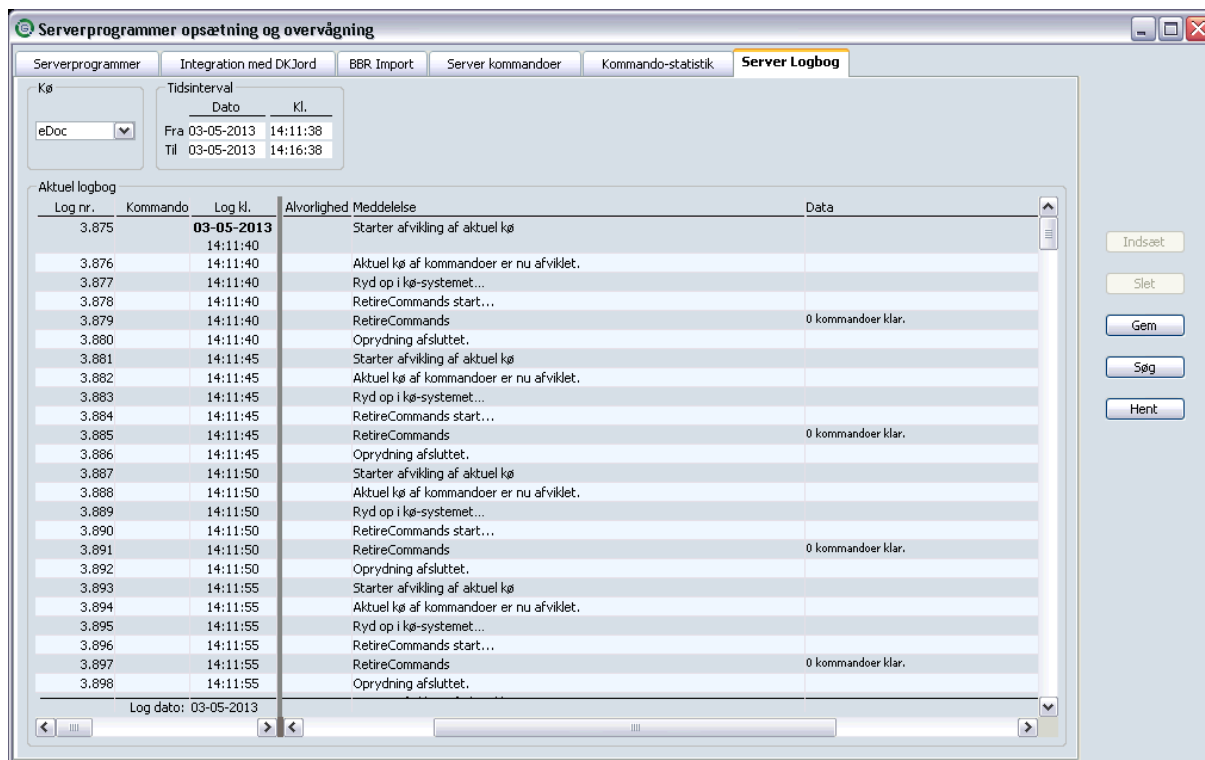 Serverprogrammer opsætning og overvågning
Serverprogrammer Integration med DKJord BBR Import Server kommandoer Kommando-statistik Server Logbog
Kø Tidsinterval
Dato Kl.
eDoc Fra 03-05-2013 14:11:38
Til 03-05-2013 14:16:38
Aktuel logbog
Log nr. Kommando Log kl. Alvorlighed Meddelelse Data
3.875 03-05-2013 Starter afvikling af aktuel kø
14:11:40
3.876 14:11:40 Aktuel kø af kommandoer er nu afviklet.
3.877 14:11:40 Ryd op i kø-systemet...
3.878 14:11:40 RetireCommands start...
3.879 14:11:40 RetireCommands 0 kommandoer klar.
3.880 14:11:40 Oprydning afsluttet.
3.881 14:11:45 Starter afvikling af aktuel kø
3.882 14:11:45 Aktuel kø af kommandoer er nu afviklet.
3.883 14:11:45 Ryd op i kø-systemet...
3.884 14:11:45 RetireCommands start...
3.885 14:11:45 RetireCommands 0 kommandoer klar.
3.886 14:11:45 Oprydning afsluttet.
3.887 14:11:50 Starter afvikling af aktuel kø
3.888 14:11:50 Aktuel kø af kommandoer er nu afviklet.
3.889 14:11:50 Ryd op i kø-systemet...
3.890 14:11:50 RetireCommands start...
3.891 14:11:50 RetireCommands 0 kommandoer klar.
3.892 14:11:50 Oprydning afsluttet.
3.893 14:11:55 Starter afvikling af aktuel kø
3.894 14:11:55 Aktuel kø af kommandoer er nu afviklet.
3.895 14:11:55 Ryd op i kø-systemet...
3.896 14:11:55 RetireCommands start...
3.897 14:11:55 RetireCommands 0 kommandoer klar.
3.898 14:11:55 Oprydning afsluttet.
Log dato: 03-05-2013
Indsæt
Slet
Gem
Søg
Hent